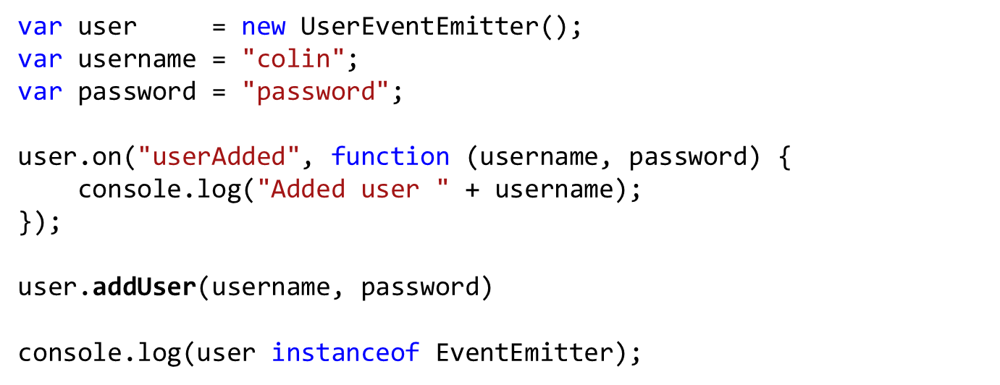 var user     = new UserEventEmitter();
var username = "colin";
var password = "password";

user.on("userAdded", function (username, password) {
    console.log("Added user " + username);
});

user.addUser(username, password)

console.log(user instanceof EventEmitter);